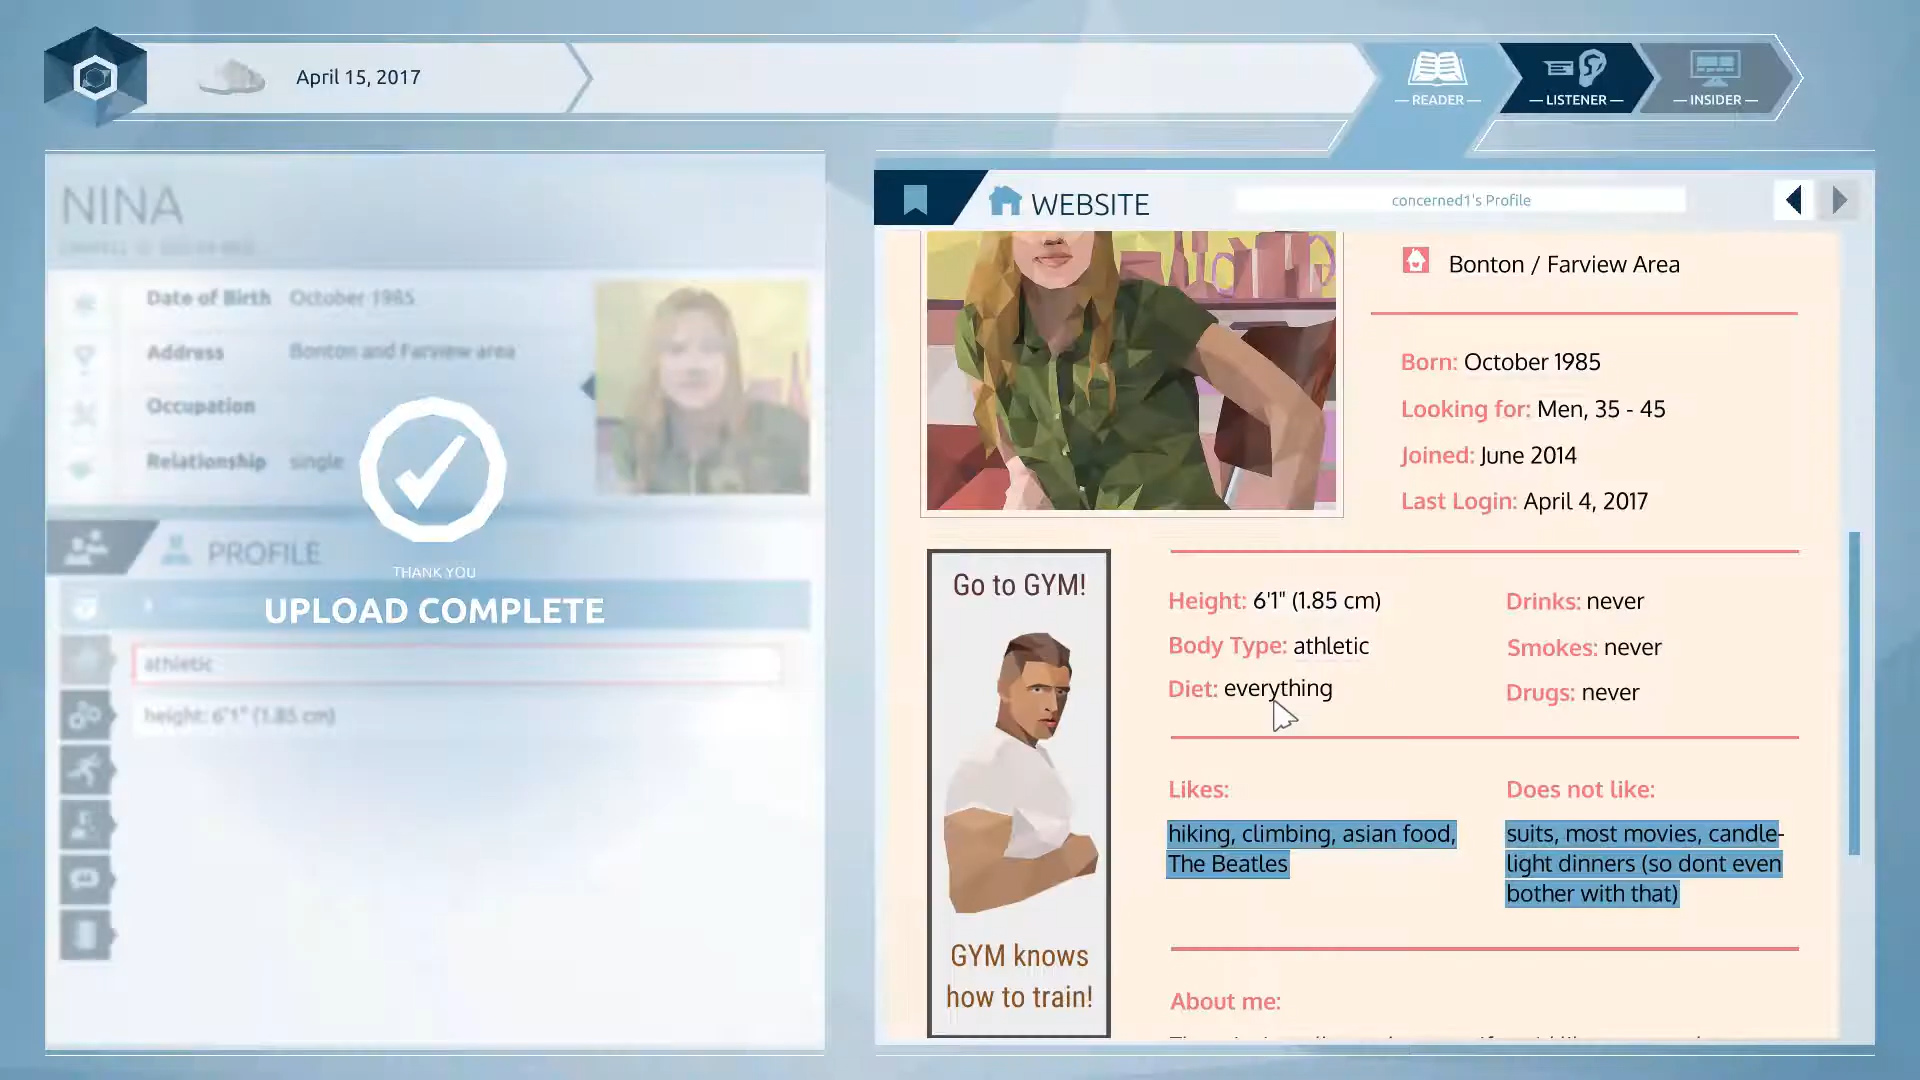 April 15, 2017
READER
LISTENER
INSIDER
NINA
Date of Birth October 1985
Address Bonton and Farview area
Occupation
Relationship single
PROFILE
THANK YOU
UPLOAD COMPLETE
athletic
height: 6'1" (1.85 cm)
WEBSITE
concerned1's Profile
Bonton / Farview Area
Born: October 1985
Looking for: Men, 35 - 45
Joined: June 2014
Last Login: April 4, 2017
Go to GYM!
GYM knows
how to train!
Height: 6'1" (1.85 cm)
Body Type: athletic
Diet: everything
Drinks: never
Smokes: never
Drugs: never
Likes:
hiking, climbing, asian food,
The Beatles
Does not like:
suits, most movies, candle-
light dinners (so dont even
bother with that)
About me: